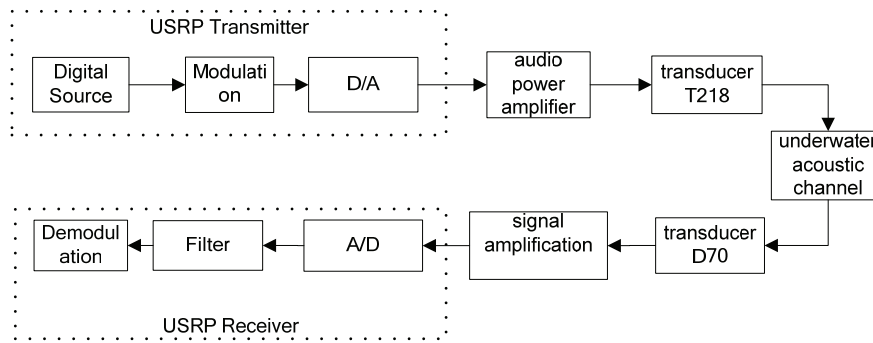 USRP Transmitter
Digital
Source
Modulati
on
D/A
audio
power
amplifier
transducer
T218
underwater
acoustic
channel
Demodul
ation
Filter
A/D
signal
amplification
transducer
D70
USRP Receiver